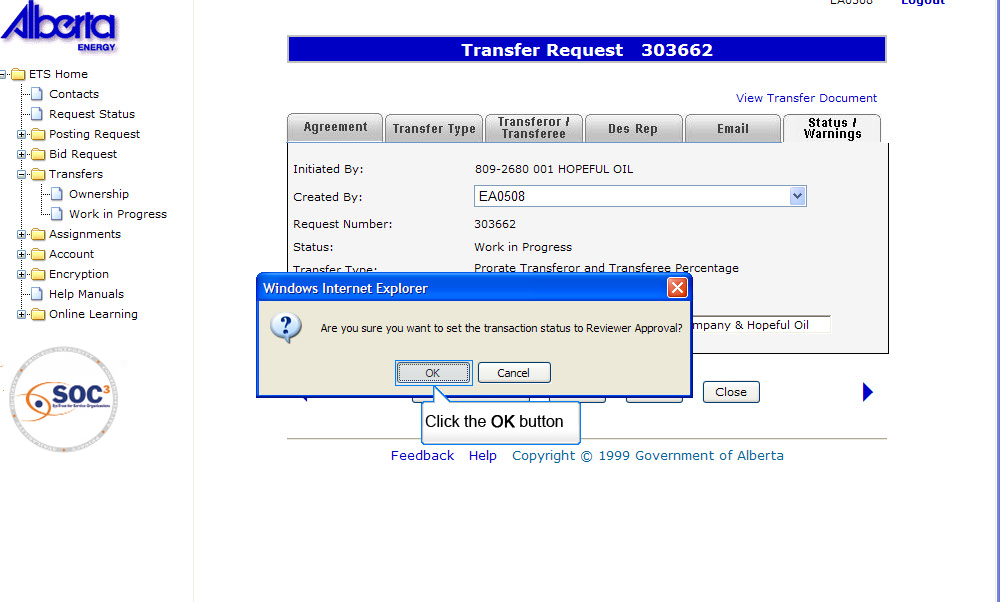 EA0508 Logout
Alberta
ENERGY
ETS Home
Contacts
Request Status
Posting Request
Bid Request
Transfers
Ownership
Work in Progress
Assignments
Account
Encryption
Help Manuals
Online Learning
SOC3
Transfer Request 303662
View Transfer Document
Agreement
Transfer Type
Transferor /
Transferee
Des Rep
Email
Status /
Warnings
Initiated By: 809-2680 001 HOPEFUL OIL
Created By: EA0508
Request Number: 303662
Status: Work in Progress
Transfer Type: Prorate Transferor and Transferee Percentage
Windows Internet Explorer
Are you sure you want to set the transaction status to Reviewer Approval?
mpany & Hopeful Oil
OK Cancel
Close
Click the OK button
Feedback Help Copyright © 1999 Government of Alberta